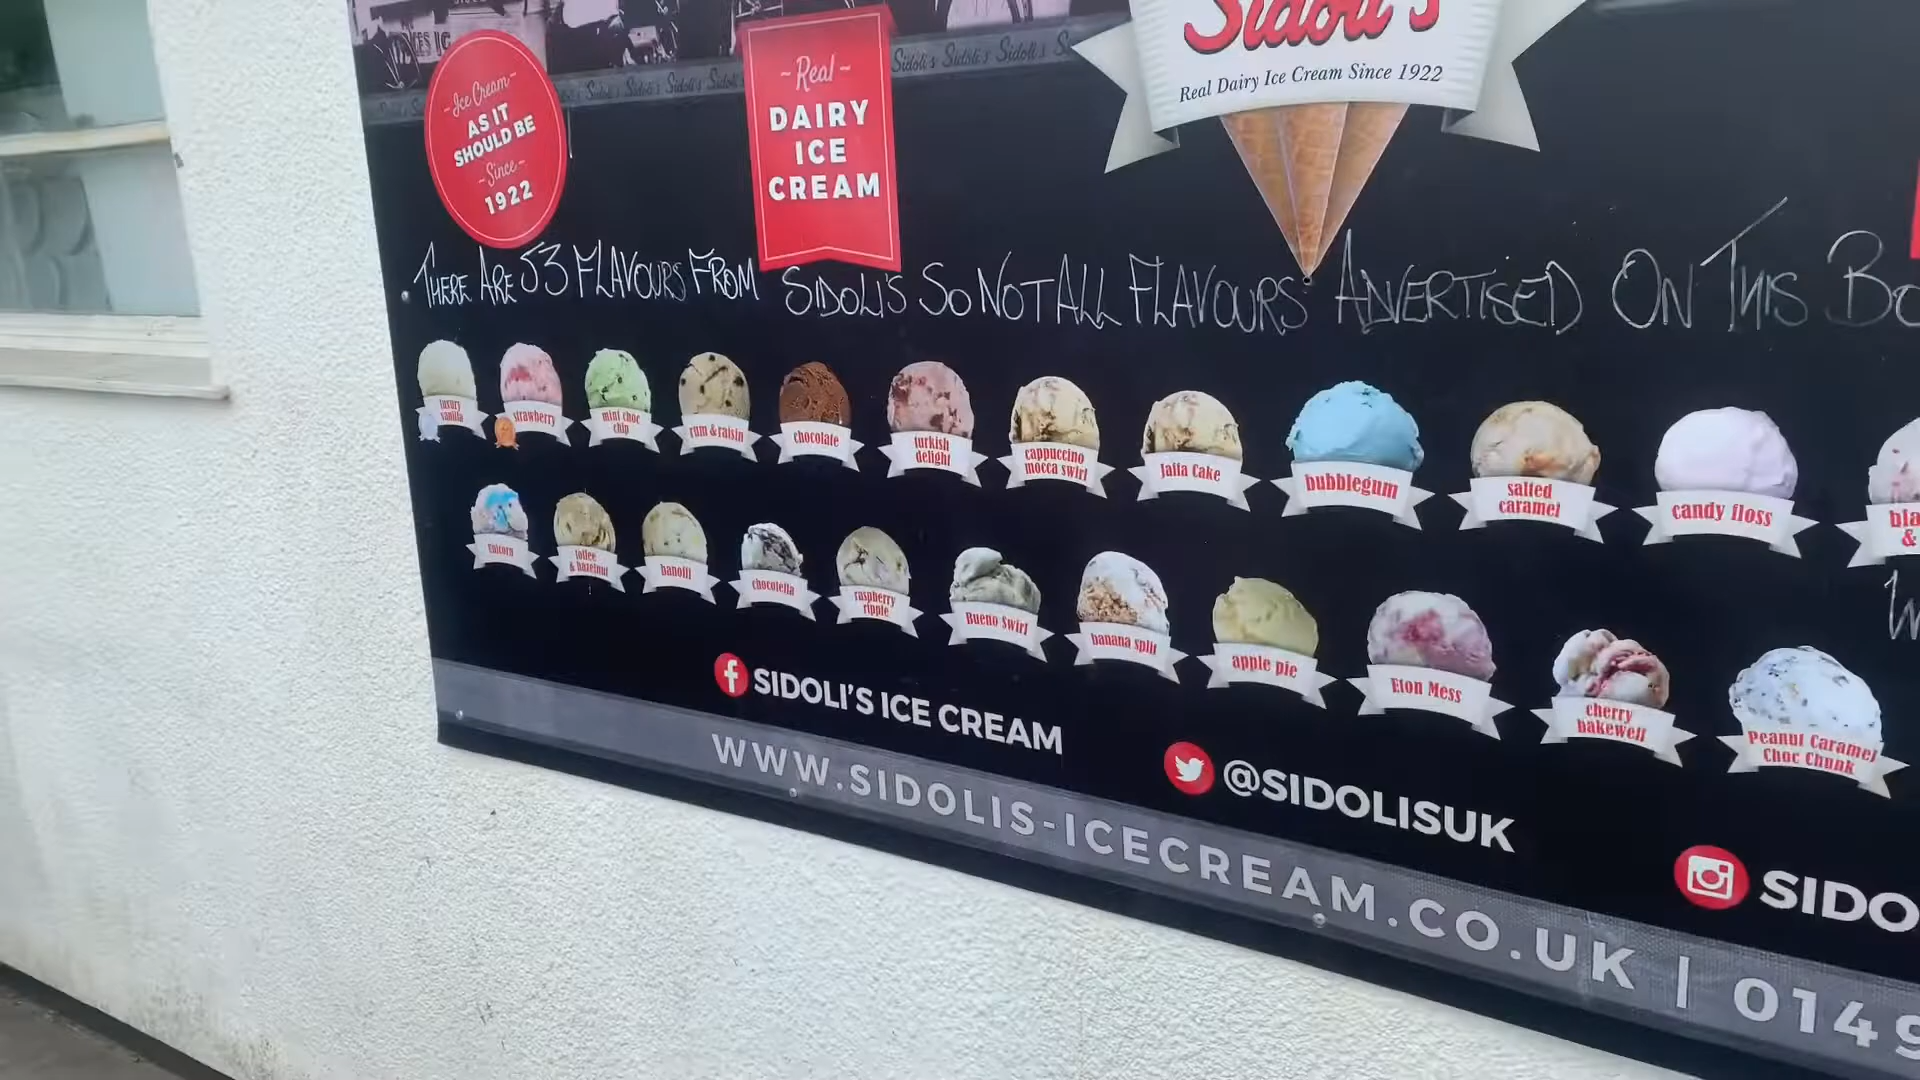 ~Ice Cream~
AS IT
SHOULD BE
~Since~
1922
~Real~
DAIRY
ICE
CREAM
Sidoli's Sidoli's Sidoli's
Sidoli's
Real Dairy Ice Cream Since 1922
THERE ARE 53 FLAVOURS FROM SIDOLI'S SO NOT ALL FLAVOURS ADVERTISED ON THIS
luxury
vanilla
strawberry
mint choc
chip
rum & raisin
chocolate
turkish
delight
cappuccino
mocca swirl
Jaffa Cake
bubblegum
salted
caramel
candy floss
&
Unicorn
toffee
& hazelnut
banoffi
chocotella
raspberry
ripple
Bueno Swirl
banana split
apple pie
Eton Mess
cherry
bakewell
Peanut Caramel
Choc Chunk
SIDOLI'S ICE CREAM
@SIDOLISUK
SIDO
WWW.SIDOLIS-ICECREAM.CO.UK | 0149